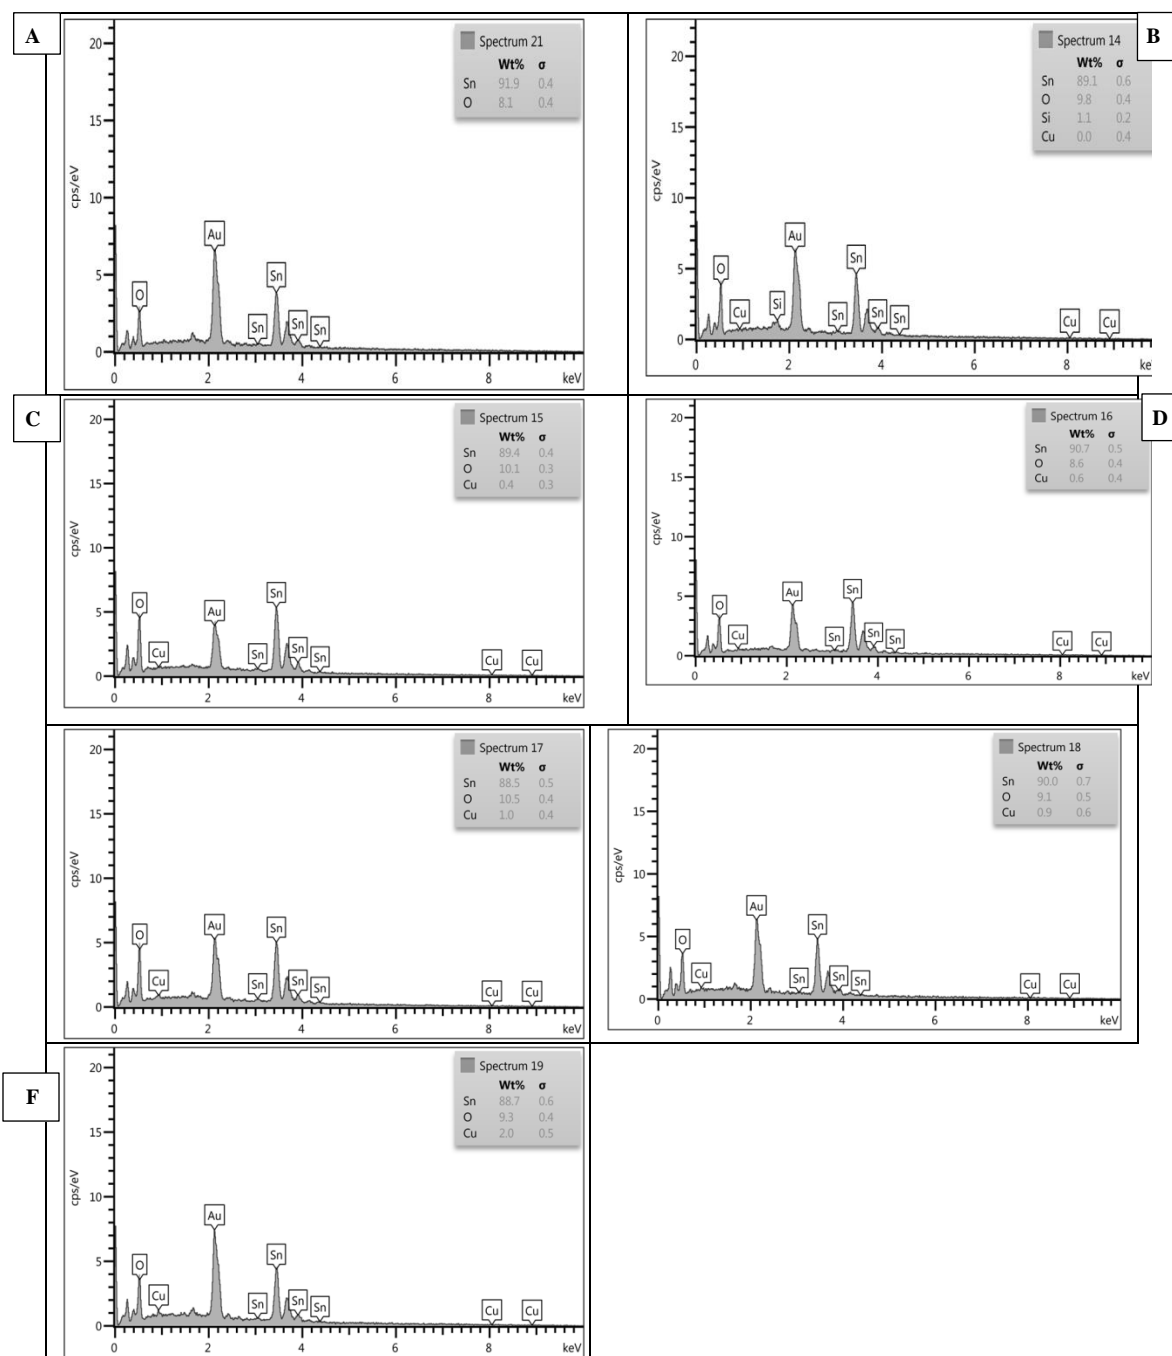 A
Spectrum 21
Wt% σ
Sn 91.9 0.4
O 8.1 0.4
20
15
10
5
0
cps/eV
O
Au
Sn
Sn
Sn
Sn
0 2 4 6 8 keV
B
Spectrum 14
Wt% σ
Sn 89.1 0.6
O 9.8 0.4
Si 1.1 0.2
Cu 0.0 0.4
20
15
10
5
0
cps/eV
O
Cu
Si
Au
Sn
Sn
Sn
Sn
Cu
Cu
0 2 4 6 8 ke
C
Spectrum 15
Wt% σ
Sn 89.4 0.4
O 10.1 0.3
Cu 0.4 0.3
20
15
10
5
0
cps/eV
O
Cu
Au
Sn
Sn
Sn
Sn
Cu
Cu
0 2 4 6 8 keV
D
Spectrum 16
Wt% σ
Sn 90.7 0.5
O 8.6 0.4
Cu 0.6 0.4
20
15
10
5
0
cps/eV
O
Cu
Au
Sn
Sn
Sn
Sn
Cu
Cu
0 2 4 6 8 keV
Spectrum 17
Wt% σ
Sn 88.5 0.5
O 10.5 0.4
Cu 1.0 0.4
20
15
10
5
0
cps/eV
O
Cu
Au
Sn
Sn
Sn
Sn
Cu
Cu
0 2 4 6 8 keV
Spectrum 18
Wt% σ
Sn 90.0 0.7
O 9.1 0.5
Cu 0.9 0.6
20
15
10
5
0
cps/eV
O
Cu
Au
Sn
Sn
Sn
Sn
Cu
Cu
0 2 4 6 8 keV
F
Spectrum 19
Wt% σ
Sn 88.7 0.6
O 9.3 0.4
Cu 2.0 0.5
20
15
10
5
0
cps/eV
O
Cu
Au
Sn
Sn
Sn
Sn
Cu
Cu
0 2 4 6 8 keV